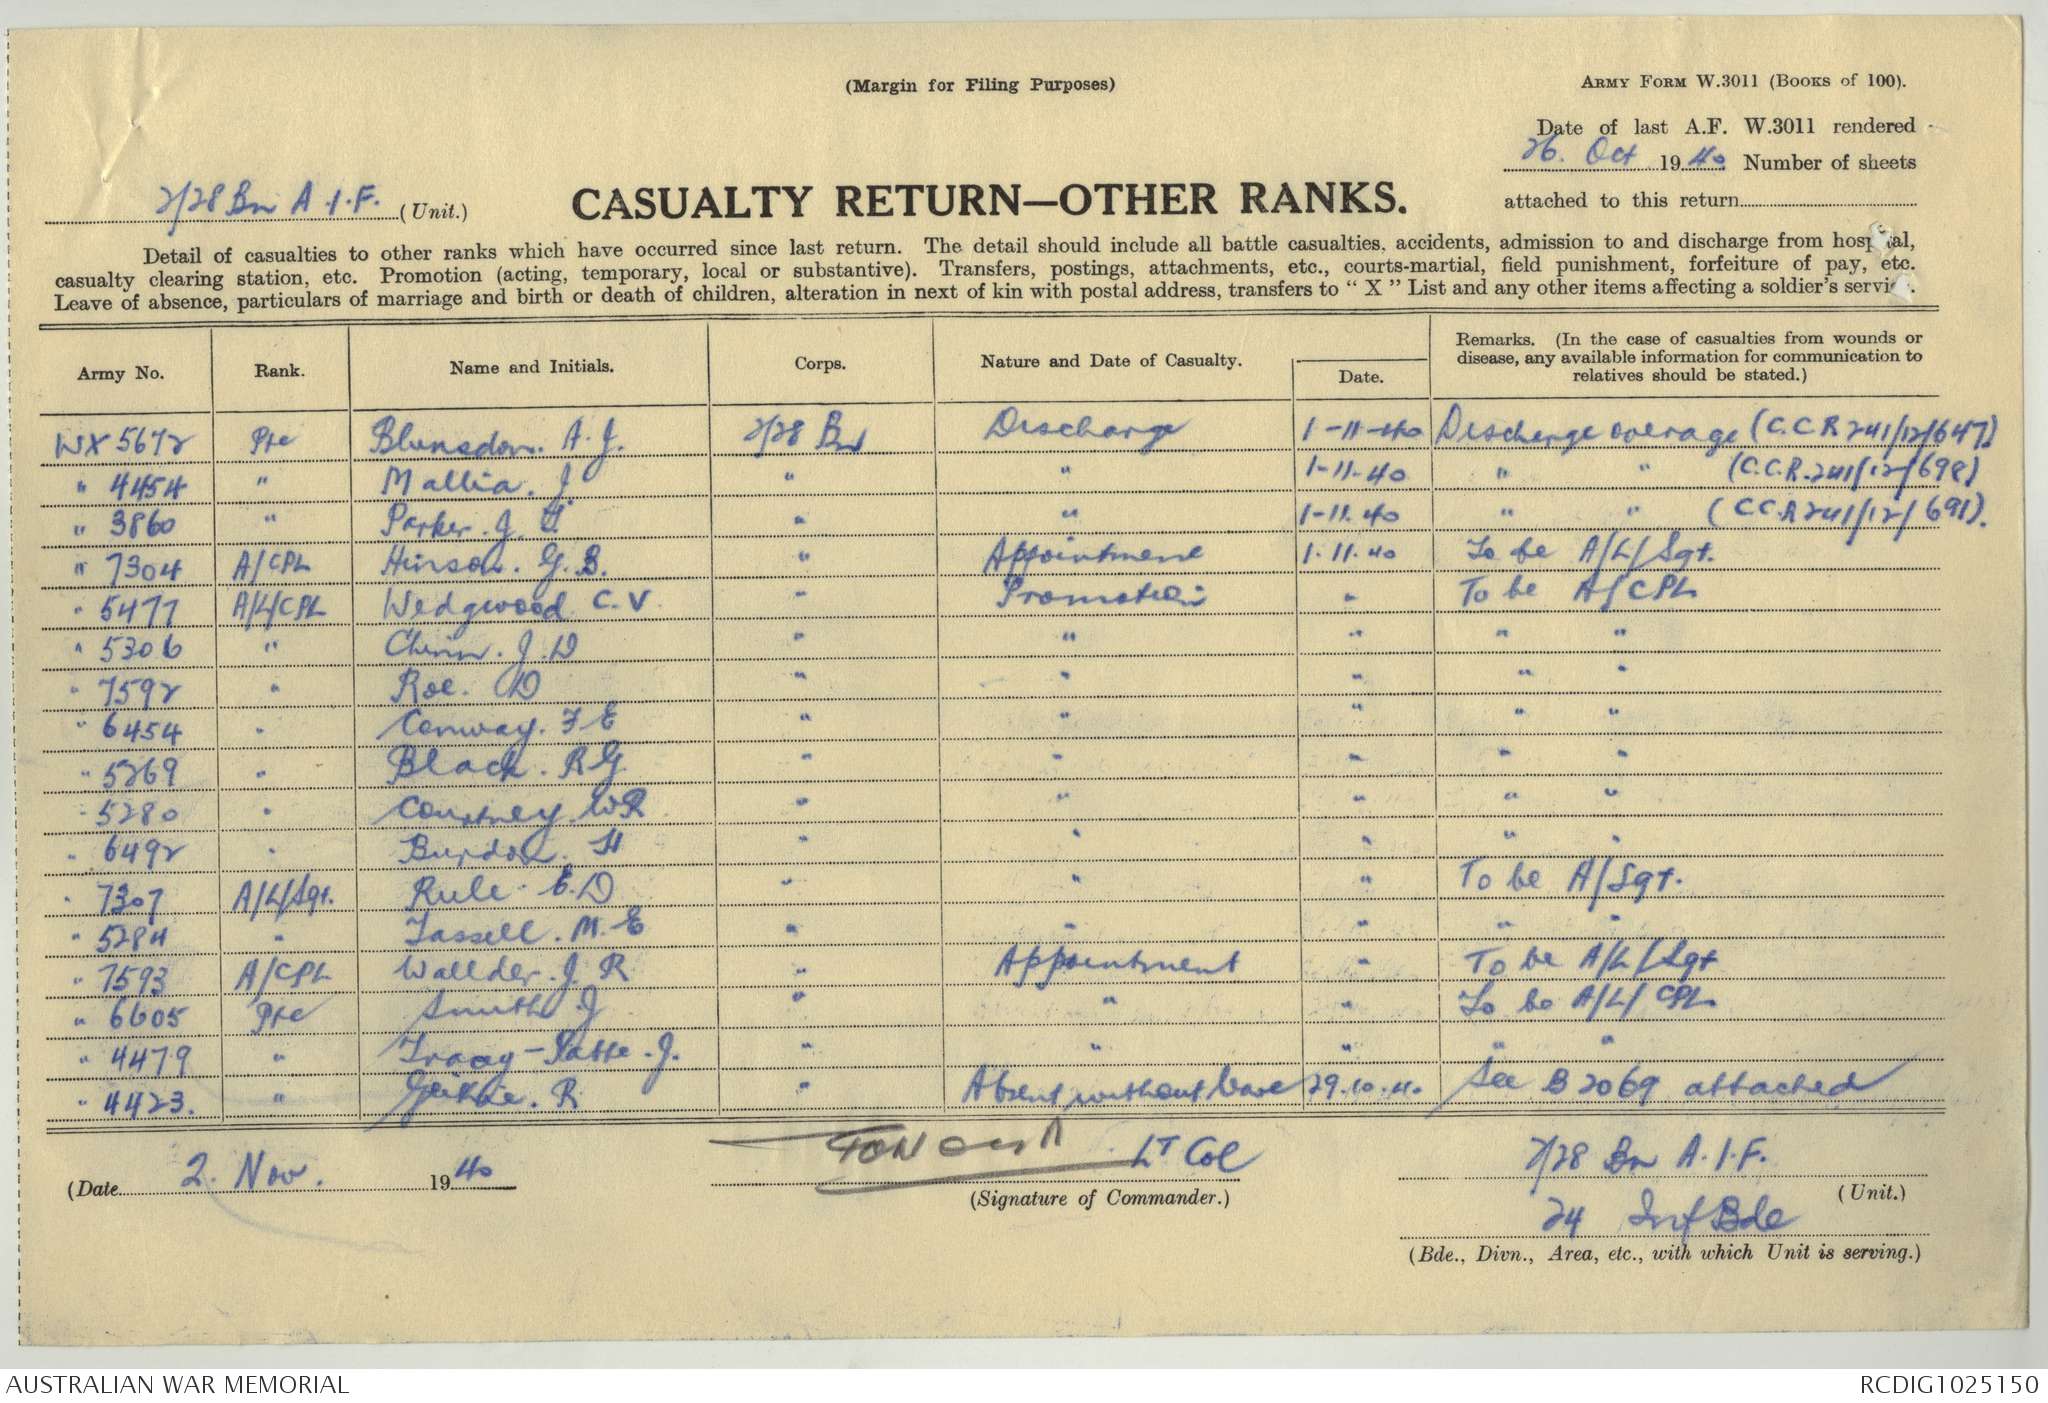 (Margin for Filing Purposes)
ARMY FORM W.3011 (BOOKS of 100).
Date of last A.F. W.3011 rendered
26. Oct 1940 Number of sheets
attached to this return
2/28 Bn A.I.F. (Unit.)
CASUALTY RETURN—OTHER RANKS.
Detail of casualties to other ranks which have occurred since last return. The detail should include all battle casualties, accidents, admission to and discharge from hospital,
casualty clearing station, etc. Promotion (acting, temporary, local or substantive). Transfers, postings, attachments, etc., courts-martial, field punishment, forfeiture of pay, etc.
Leave of absence, particulars of marriage and birth or death of children, alteration in next of kin with postal address, transfers to "X" List and any other items affecting a soldier's service.
Army No. Rank. Name and Initials. Corps. Nature and Date of Casualty. Date. Remarks. (In the case of casualties from wounds or
disease, any available information for communication to
relatives should be stated.)
WX 5672 Pte Blunsdon. A. J. 2/28 Bn Discharge 1-11-40 Discharge overage (C.C.R 241/12/647)
" 4454 " Mallia. J. " " 1-11-40 " " (C.C.R. 241/12/698)
" 3860 " Parker. J. T. " " 1-11.40 " " (C.C.R 241/12/691).
" 7304 A/CPL Hinson. G. B. " Appointment 1.11.40 To be A/L/Sgt.
" 5477 A/L/CPL Wedgwood C. V. " Promotion " To be A/CPL
" 5306 " Chinn. J. D " " " " "
" 7592 " Roe. D " " " " "
" 6454 " Conway. F E " " " " "
" 5269 " Black. R G. " " " " "
" 5280 " Courtney. W R " " " " "
" 6492 " Burdon. H " " " " "
" 7307 A/L/Sgt. Rule. E. D " " " To be A/Sgt.
" 5284 " Tassell. M. E " " " " "
" 7593 A/CPL Wallder. J. R " Appointment " To be A/L/Sgt
" 6605 Pte Smith J " " " To be A/L/CPL
" 4479 " Tracey- J. " " " " "
" 4423. " Guthrie. R " Absent without leave 29.10.40 See B 2069 attached
(Date 2. Nov. 1940
Lt Col
(Signature of Commander.)
2/28 Bn A.I.F.
(Unit.)
24 Inf Bde
(Bde., Divn., Area, etc., with which Unit is serving.)
AUSTRALIAN WAR MEMORIAL
RCDIG1025150